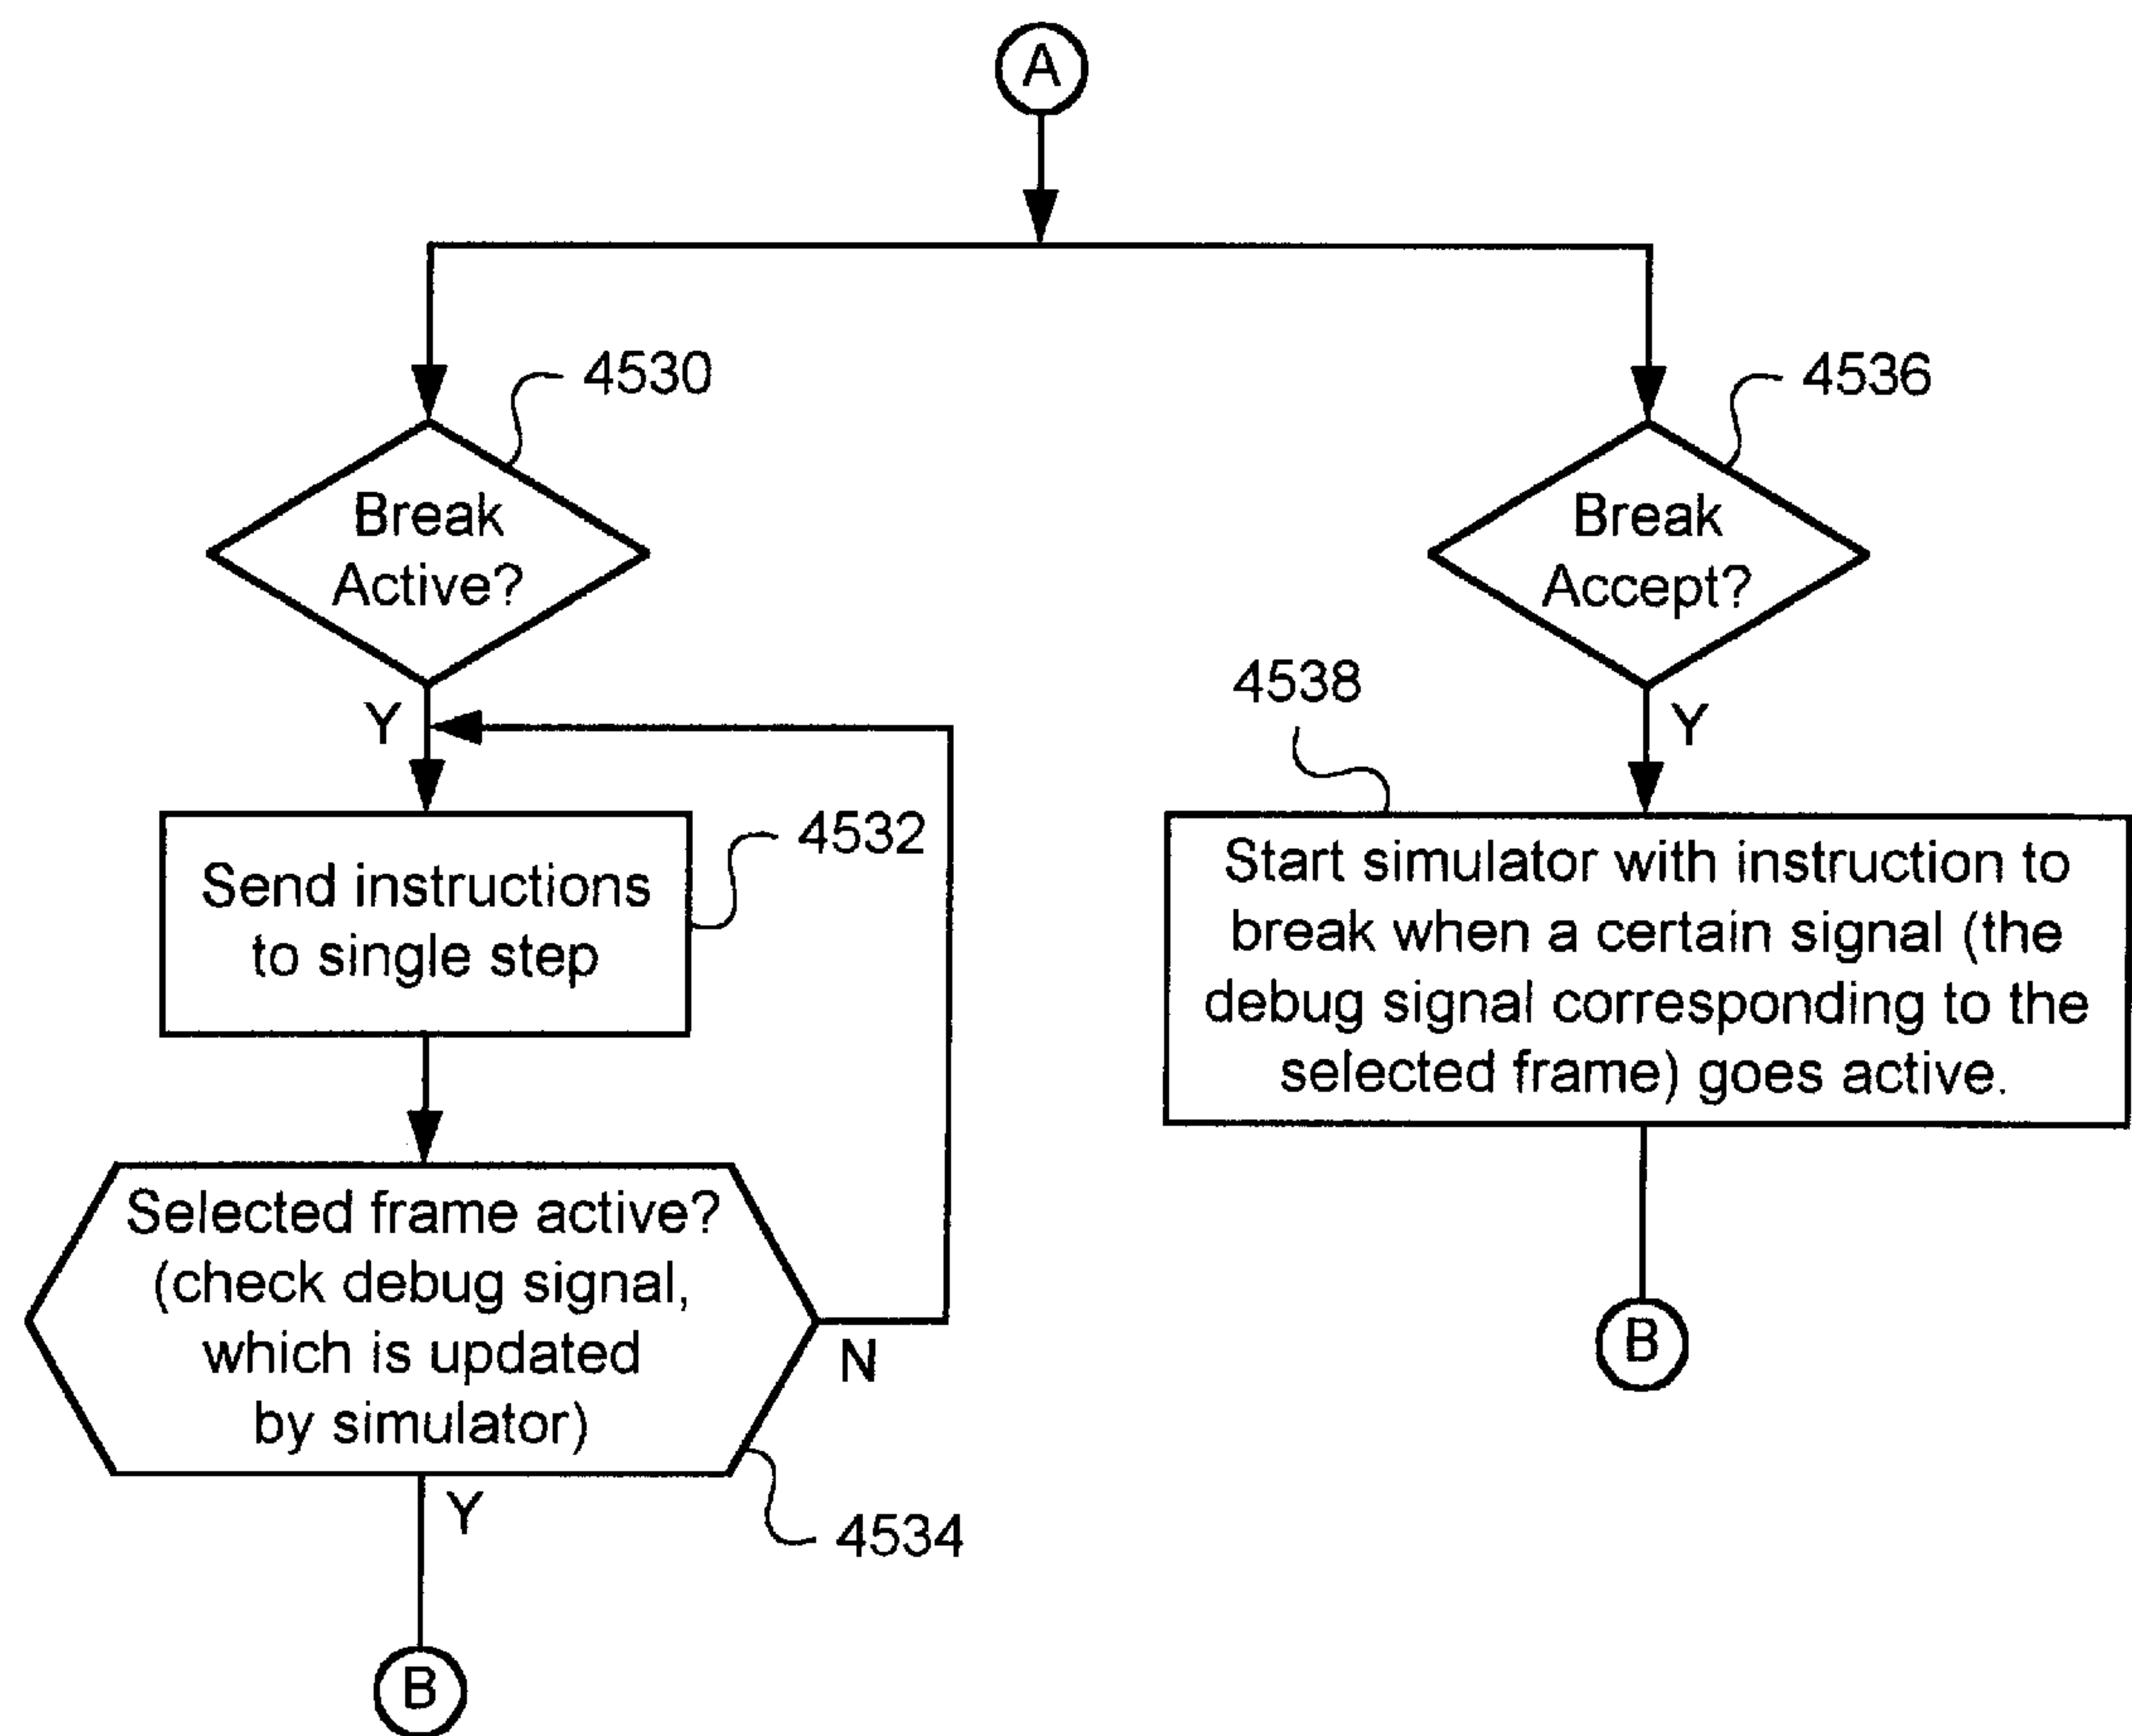 A
4530
4536
Break
Active?
Break
Accept?
4538
Y
Y
4532
Send instructions
to single step
Start simulator with instruction to
break when a certain signal (the
debug signal corresponding to the
selected frame) goes active.
Selected frame active?
(check debug signal,
which is updated
by simulator)
N
B
Y
4534
B